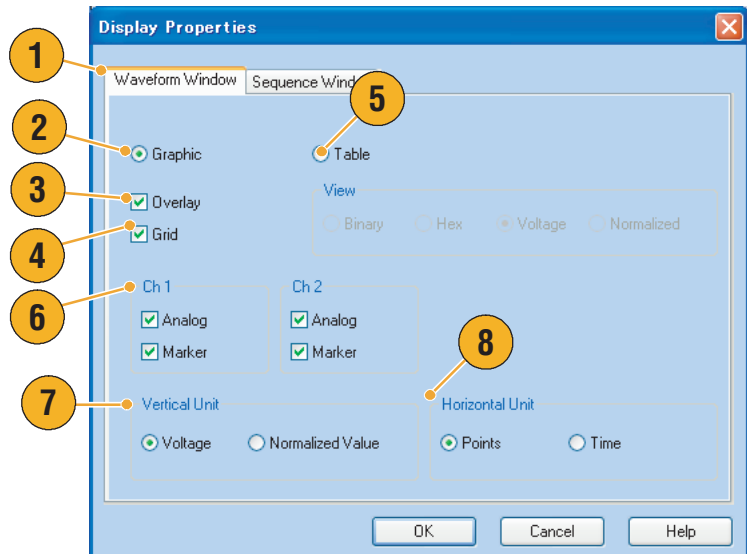 Display Properties
1
Waveform Window
Sequence Wind
5
2
Graphic
Table
3
Overlay
View
4
Grid
Binary
Hex
Voltage
Normalized
6
Ch 1
Ch 2
Analog
Analog
Marker
Marker
8
7
Vertical Unit
Horizontal Unit
Voltage
Normalized Value
Points
Time
OK
Cancel
Help